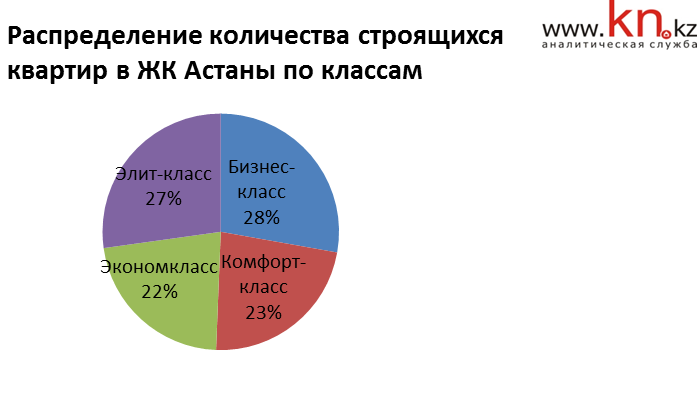 Распределение количества строящихся
квартир в ЖК Астаны по классам
www.kn.kz
аналитическая служба
Элит-класс
27%
Бизнес-
класс
28%
Экономкласс
22%
Комфорт-
класс
23%